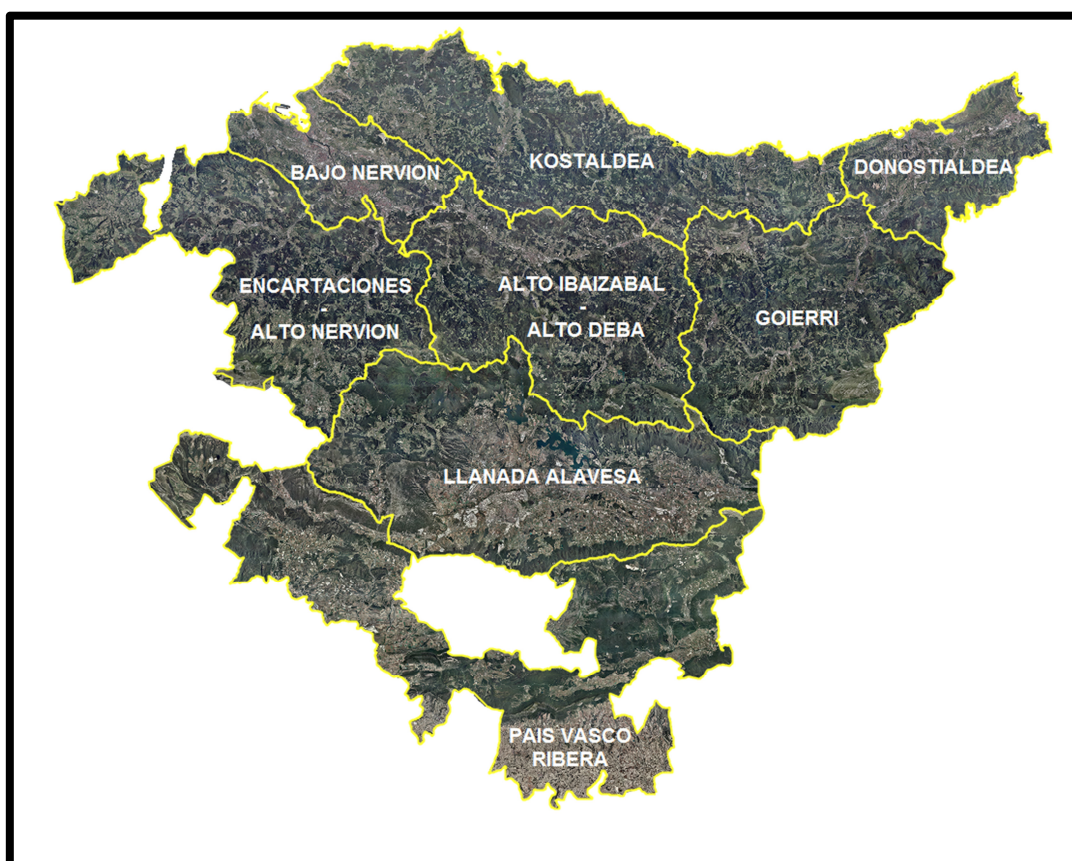 BAJO NERVION
KOSTALDEA
DONOSTIALDEA
ENCARTACIONES
-
ALTO NERVION
ALTO IBAIZABAL
-
ALTO DEBA
GOIERRI
LLANADA ALAVESA
PAIS VASCO
RIBERA